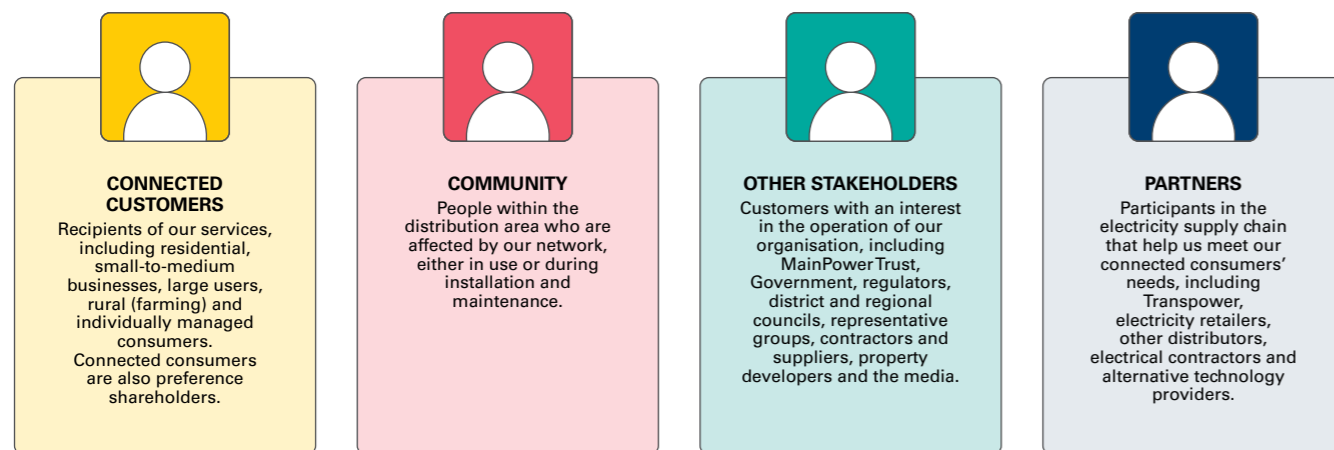 CONNECTED
CUSTOMERS
Recipients of our services,
including residential,
small-to-medium
businesses, large users,
rural (farming) and
individually managed
consumers.
Connected consumers
are also preference
shareholders.
COMMUNITY
People within the
distribution area who are
affected by our network,
either in use or during
installation and
maintenance.
OTHER STAKEHOLDERS
Customers with an interest
in the operation of our
organisation, including
MainPower Trust,
Government, regulators,
district and regional
councils, representative
groups, contractors and
suppliers, property
developers and the media.
PARTNERS
Participants in the
electricity supply chain
that help us meet our
connected consumers’
needs, including
Transpower,
electricity retailers,
other distributors,
electrical contractors and
alternative technology
providers.